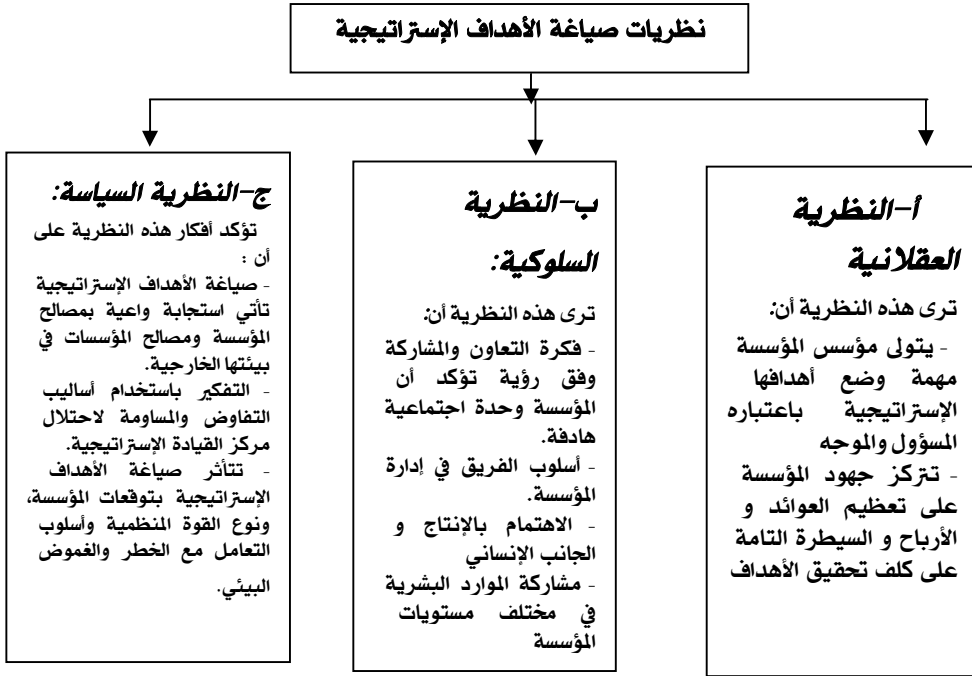 نظريات صياغة الأهداف الإستراتيجية
أ-النظرية
العقلانية
ترى هذه النظرية أن:
- يتولى مؤسس المؤسسة
مهمة وضع أهدافها
الإستراتيجية باعتباره
المسؤول والموجه
- تتركز جهود المؤسسة
على تعظيم العوائد و
الأرباح و السيطرة التامة
على كلف تحقيق الأهداف
ب-النظرية
السلوكية:
ترى هذه النظرية أن:
- فكرة التعاون والمشاركة
وفق رؤية تؤكد أن
المؤسسة وحدة اجتماعية
هادفة.
- أسلوب الفريق في إدارة
المؤسسة.
- الاهتمام بالإنتاج و
الجانب الإنساني
- مشاركة الموارد البشرية
في مختلف مستويات
المؤسسة
ج-النظرية السياسة:
تؤكد أفكار هذه النظرية على
أن :
- صياغة الأهداف الإستراتيجية
تأتي استجابة واعية بمصالح
المؤسسة ومصالح المؤسسات في
بيئتها الخارجية.
- التفكير باستخدام أساليب
التفاوض والمساومة لاحتلال
مركز القيادة الإستراتيجية.
- تتأثر صياغة الأهداف
الإستراتيجية بتوقعات المؤسسة،
ونوع القوة المنظمية وأسلوب
التعامل مع الخطر والغموض
البيئي.